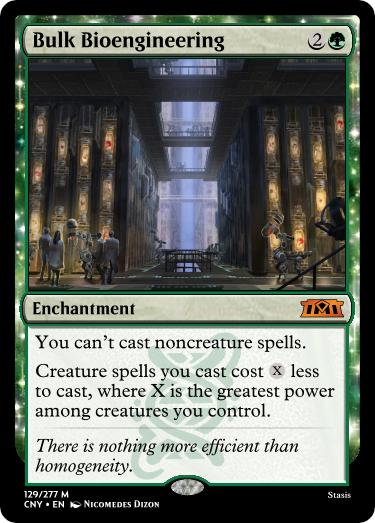 Bulk Bioengineering 2
Enchantment
You can't cast noncreature spells.
Creature spells you cast cost X less
to cast, where X is the greatest power
among creatures you control.
There is nothing more efficient than
homogeneity.
129/277 M
Stasis
CNY • EN Nicomedes Dizon